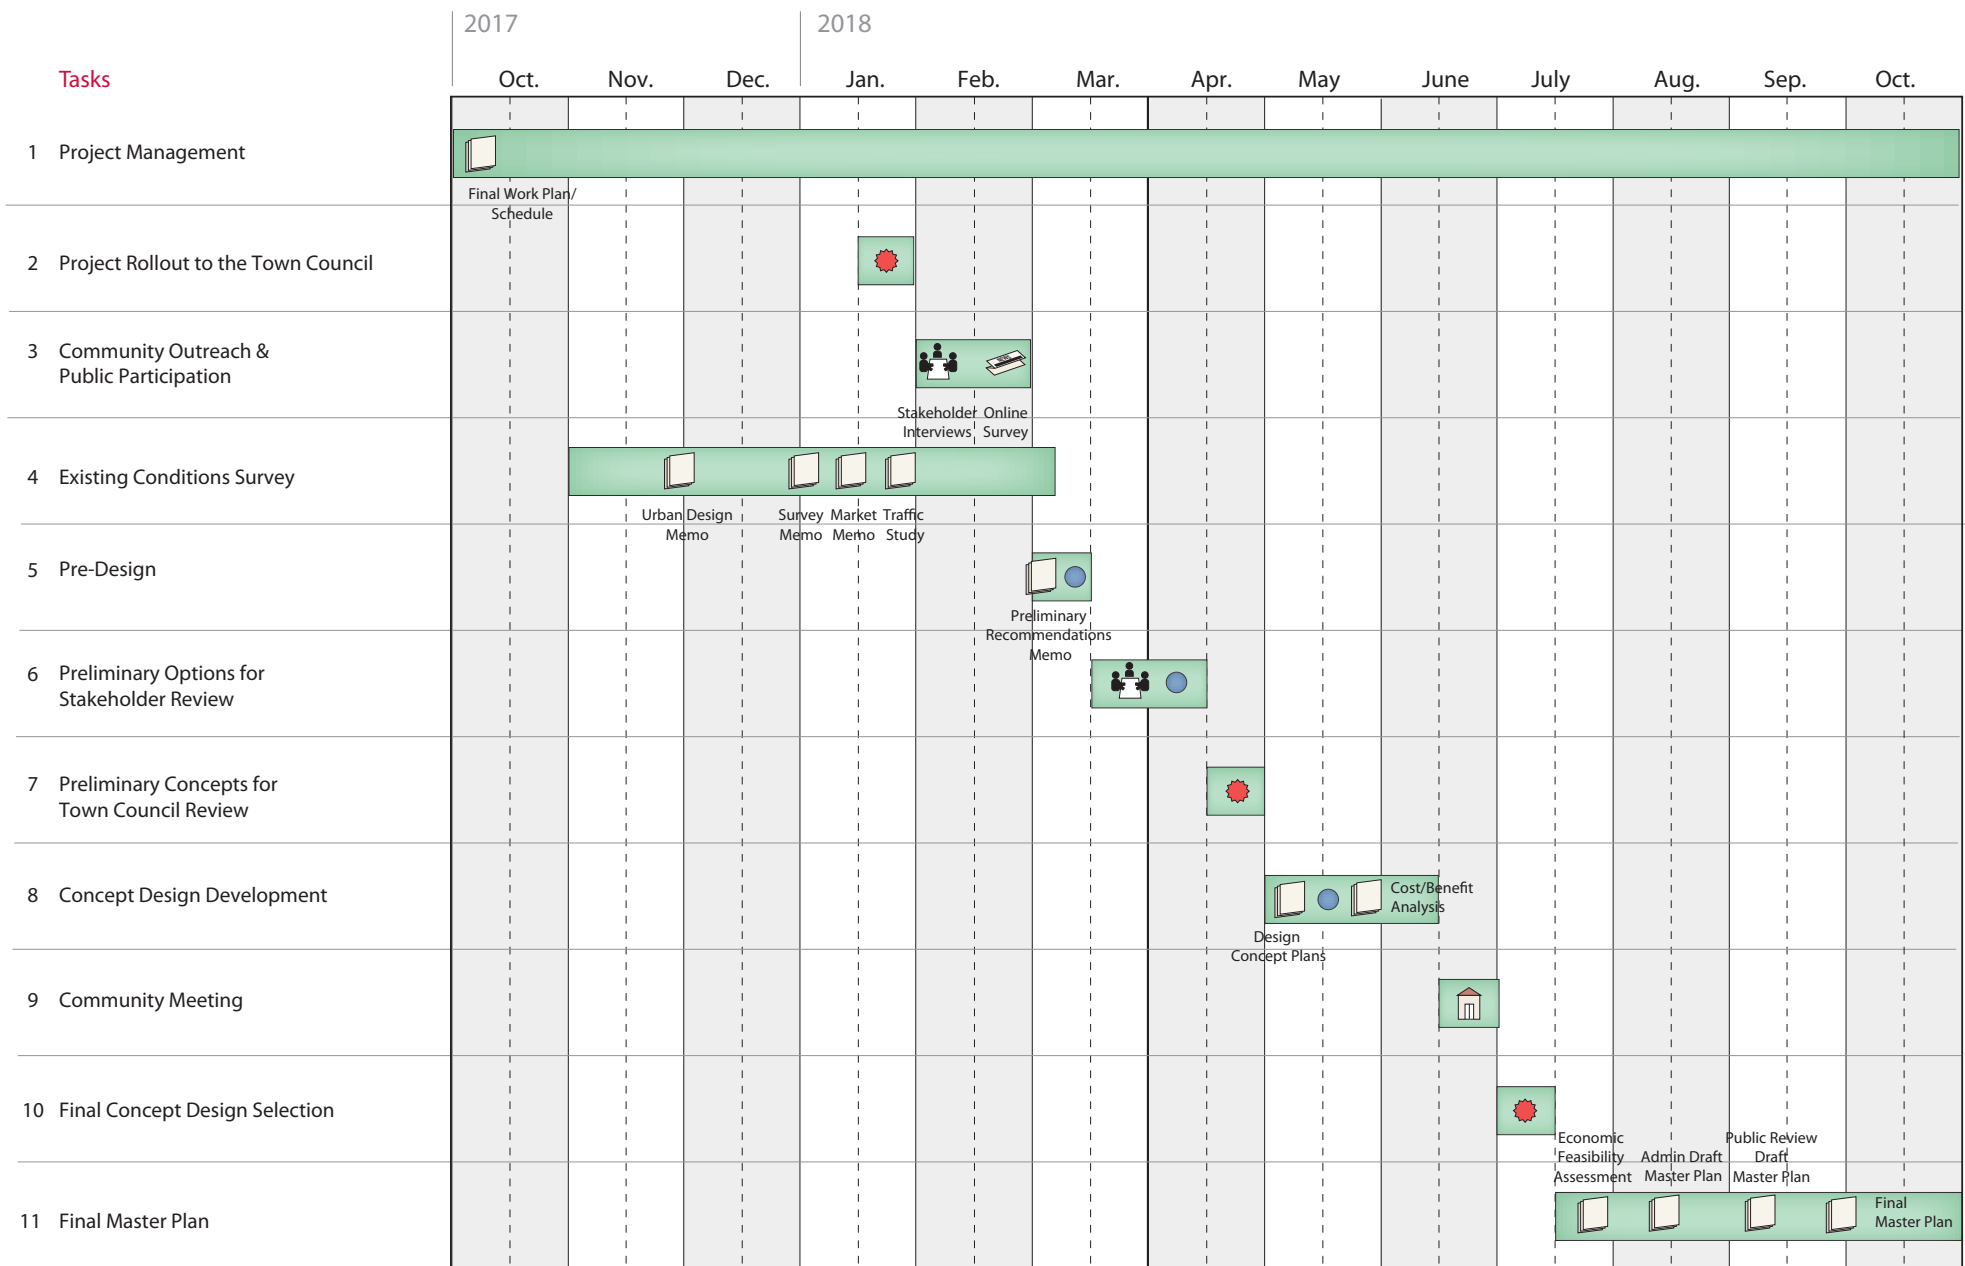 2017 2018
Tasks Oct. Nov. Dec. Jan. Feb. Mar. Apr. May June July Aug. Sep. Oct.
1 Project Management
Final Work Plan/
Schedule
2 Project Rollout to the Town Council
3 Community Outreach &
Public Participation
Stakeholder Online
Interviews Survey
4 Existing Conditions Survey
Urban Design Survey Market Traffic
Memo Memo Memo Study
5 Pre-Design
Preliminary
Recommendations
Memo
6 Preliminary Options for
Stakeholder Review
7 Preliminary Concepts for
Town Council Review
8 Concept Design Development
Cost/Benefit
Analysis
Design
Concept Plans
9 Community Meeting
10 Final Concept Design Selection
Economic
Feasibility
Assessment
Admin Draft
Master Plan
Public Review
Draft
Master Plan
11 Final Master Plan
Final
Master Plan